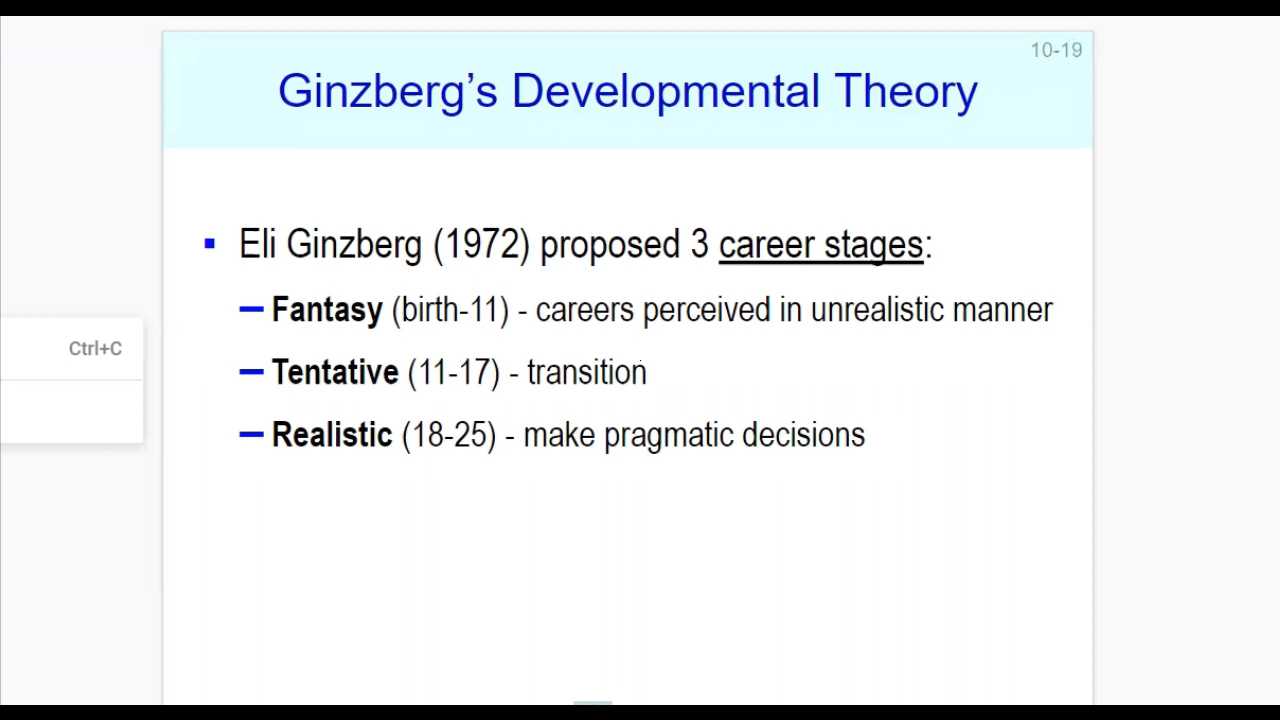 10-19
Ginzberg's Developmental Theory
▪ Eli Ginzberg (1972) proposed 3 career stages:
– Fantasy (birth-11) - careers perceived in unrealistic manner
Ctrl+C
– Tentative (11-17) - transition
– Realistic (18-25) - make pragmatic decisions